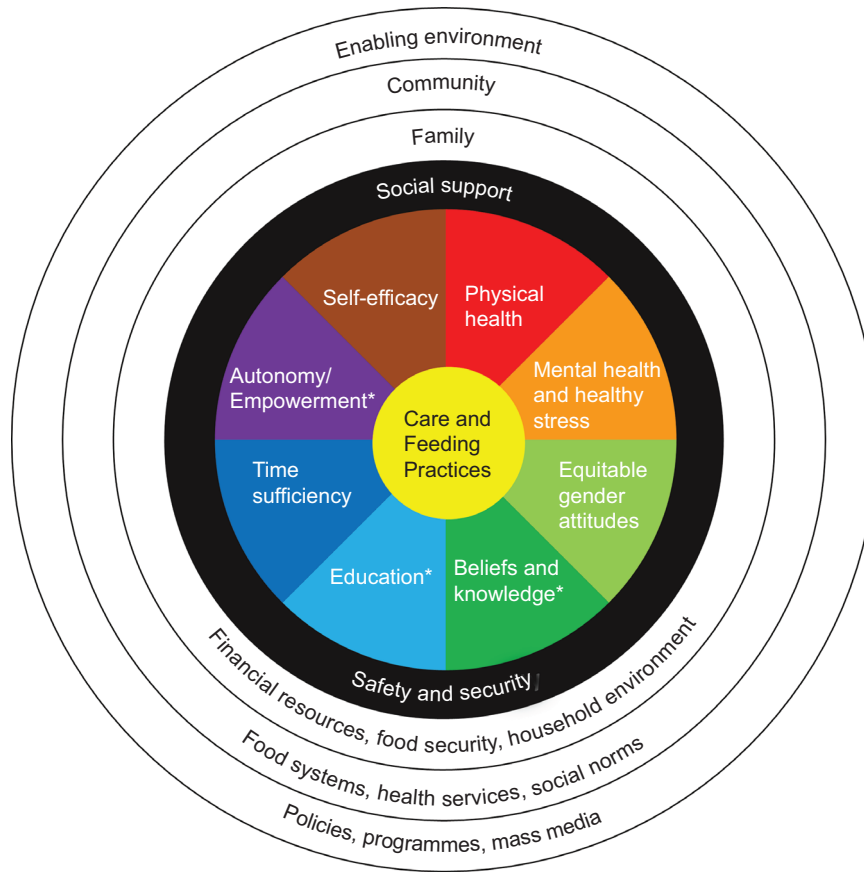 Enabling environment
Community
Family
Social support
Self-efficacy
Physical
health
Autonomy/
Empowerment*
Mental health
and healthy
stress
Care and
Feeding
Practices
Time
sufficiency
Equitable
gender
attitudes
Education*
Beliefs and
knowledge*
Safety and security
Financial resources, food security, household environment
Food systems, health services, social norms
Policies, programmes, mass media